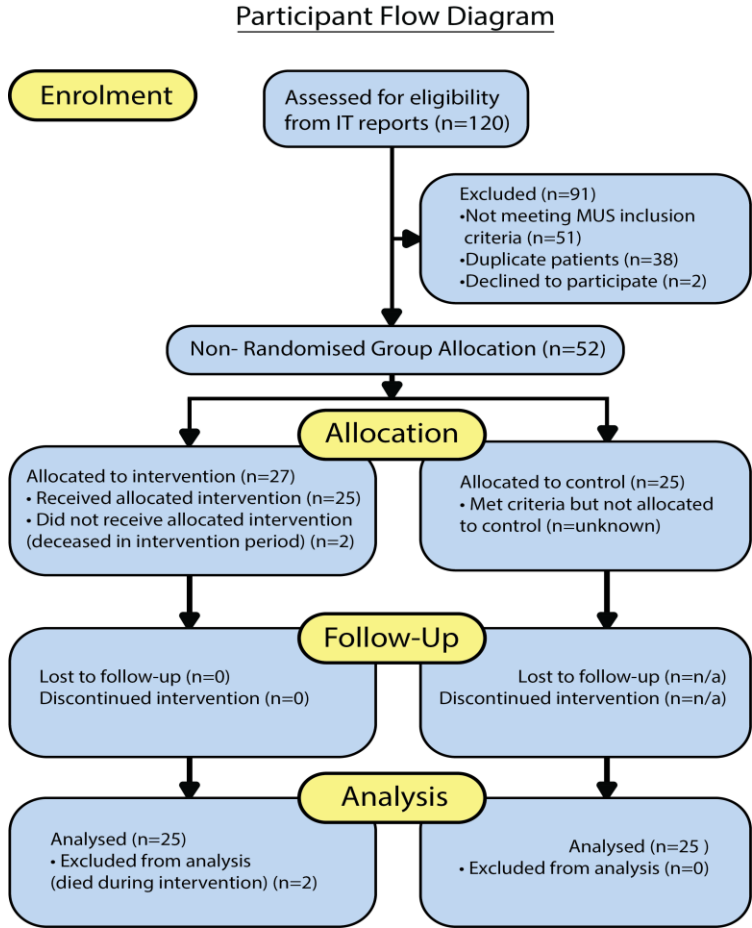 Participant Flow Diagram
Enrolment
Assessed for eligibility
from IT reports (n=120)
Excluded (n=91)
•Not meeting MUS inclusion
criteria (n=51)
•Duplicate patients (n=38)
•Declined to participate (n=2)
Non- Randomised Group Allocation (n=52)
Allocation
Allocated to intervention (n=27)
• Received allocated intervention (n=25)
• Did not receive allocated intervention
(deceased in intervention period) (n=2)
Allocated to control (n=25)
• Met criteria but not allocated
to control (n=unknown)
Follow-Up
Lost to follow-up (n=0)
Discontinued intervention (n=0)
Lost to follow-up (n=n/a)
Discontinued intervention (n=n/a)
Analysis
Analysed (n=25)
• Excluded from analysis
(died during intervention) (n=2)
Analysed (n=25 )
• Excluded from analysis (n=0)